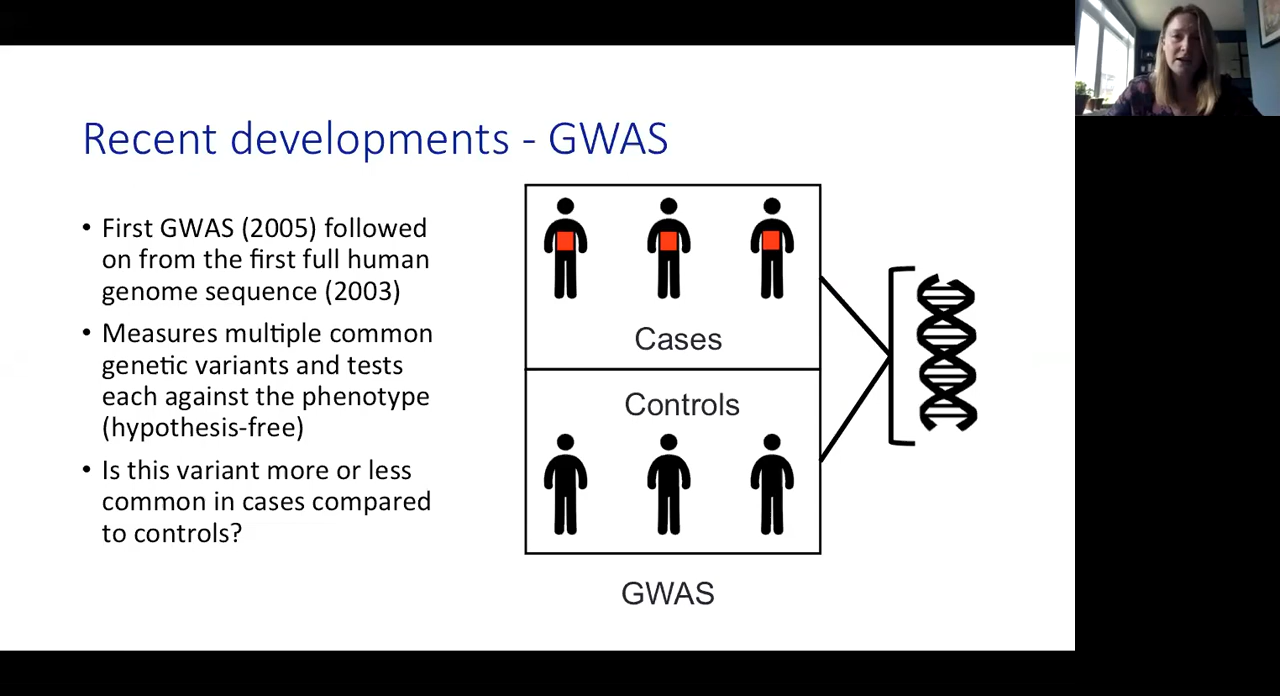 Recent developments - GWAS
• First GWAS (2005) followed
on from the first full human
genome sequence (2003)
• Measures multiple common
genetic variants and tests
each against the phenotype
(hypothesis-free)
• Is this variant more or less
common in cases compared
to controls?
Cases
Controls
GWAS